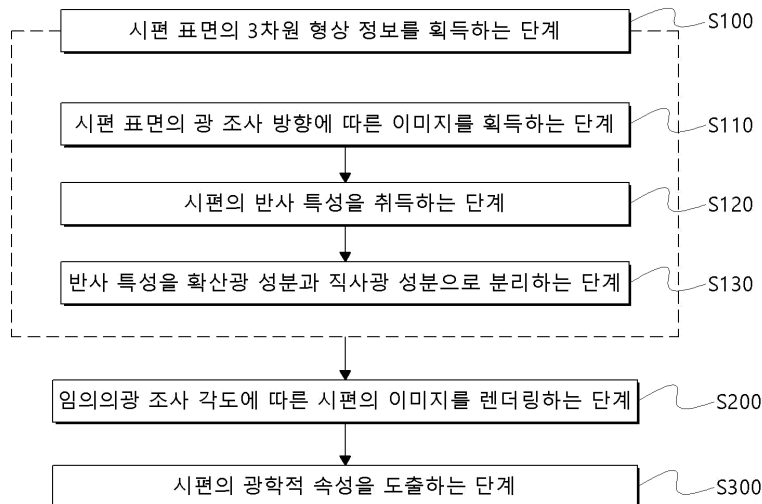 시편 표면의 3차원 형상 정보를 획득하는 단계 S100
시편 표면의 광 조사 방향에 따른 이미지를 획득하는 단계 S110
시편의 반사 특성을 취득하는 단계 S120
반사 특성을 확산광 성분과 직사광 성분으로 분리하는 단계 S130
임의의광 조사 각도에 따른 시편의 이미지를 렌더링하는 단계 S200
시편의 광학적 속성을 도출하는 단계 S300